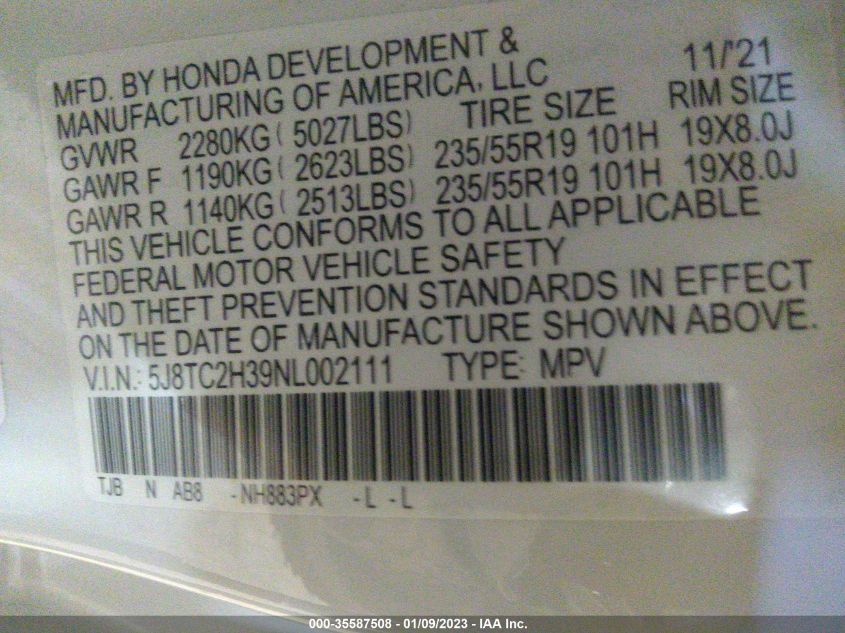 MFD. BY HONDA DEVELOPMENT & 11/'21
MANUFACTURING OF AMERICA, LLC
GVWR 2280KG ( 5027LBS) TIRE SIZE RIM SIZE
GAWR F 1190KG ( 2623LBS) 235/55R19 101H 19X8.0J
GAWR R 1140KG ( 2513LBS) 235/55R19 101H 19X8.0J
THIS VEHICLE CONFORMS TO ALL APPLICABLE
FEDERAL MOTOR VEHICLE SAFETY
AND THEFT PREVENTION STANDARDS IN EFFECT
ON THE DATE OF MANUFACTURE SHOWN ABOVE.
V.I.N.: 5J8TC2H39NL002111 TYPE: MPV
TJB N AB8 -NH883PX -L -L
000-35587508 - 01/09/2023 - IAA Inc.